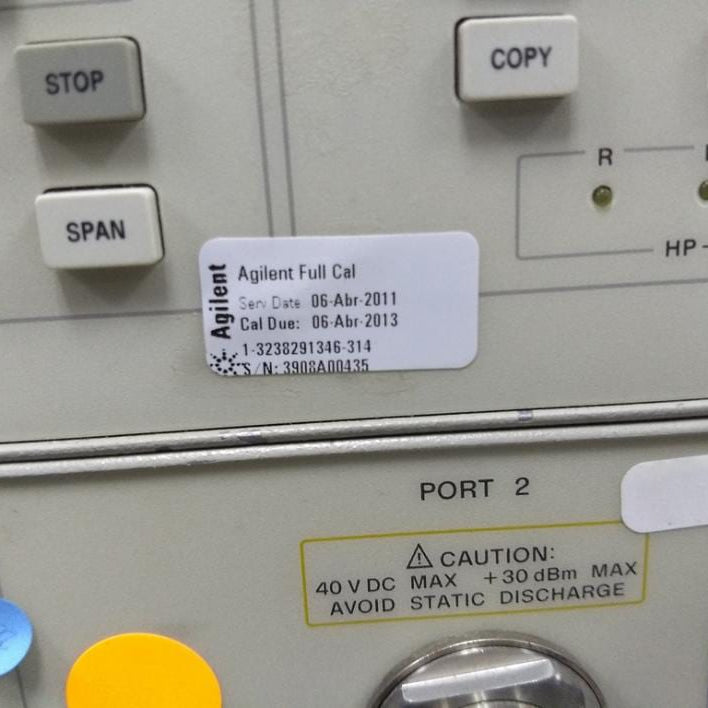 STOP
COPY
SPAN
R
HP-
Agilent
Agilent Full Cal
Serv Date 06-Abr-2011
Cal Due: 06-Abr-2013
1-3238291346-314
S/N: 3908A00435
PORT 2
⚠ CAUTION:
40 V DC MAX +30 dBm MAX
AVOID STATIC DISCHARGE